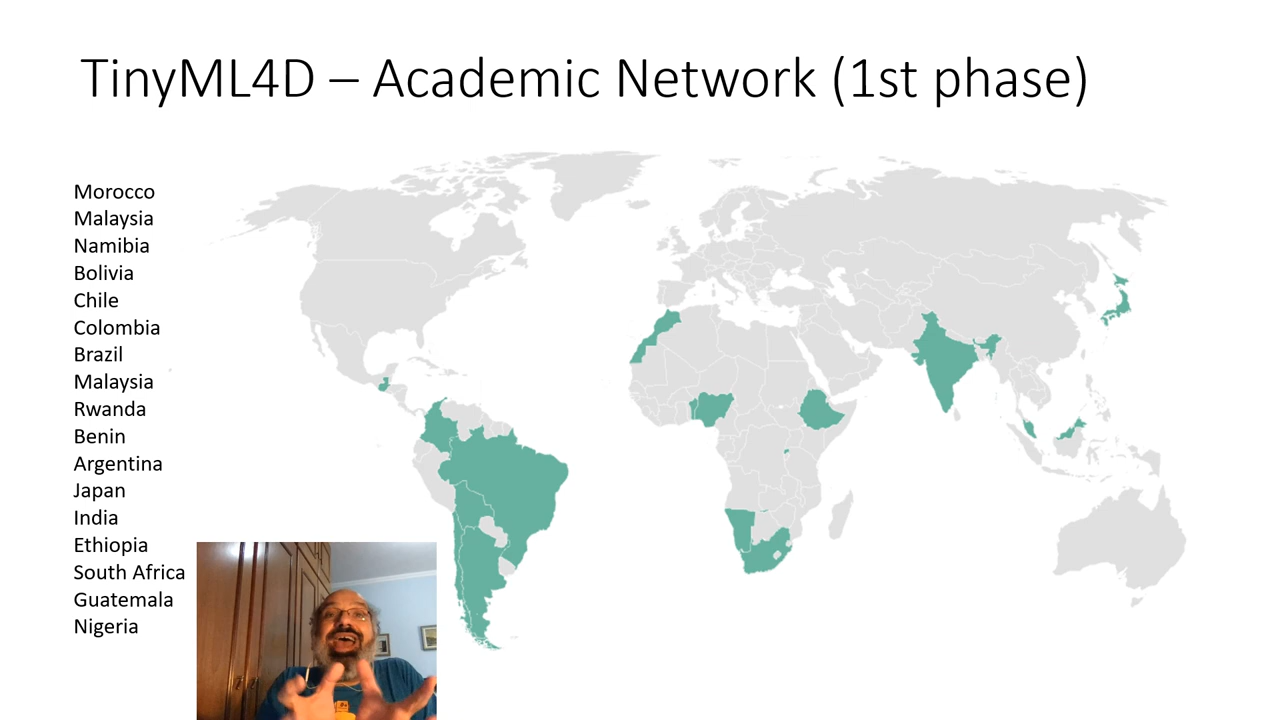 TinyML4D – Academic Network (1st phase)
Morocco
Malaysia
Namibia
Bolivia
Chile
Colombia
Brazil
Malaysia
Rwanda
Benin
Argentina
Japan
India
Ethiopia
South Africa
Guatemala
Nigeria